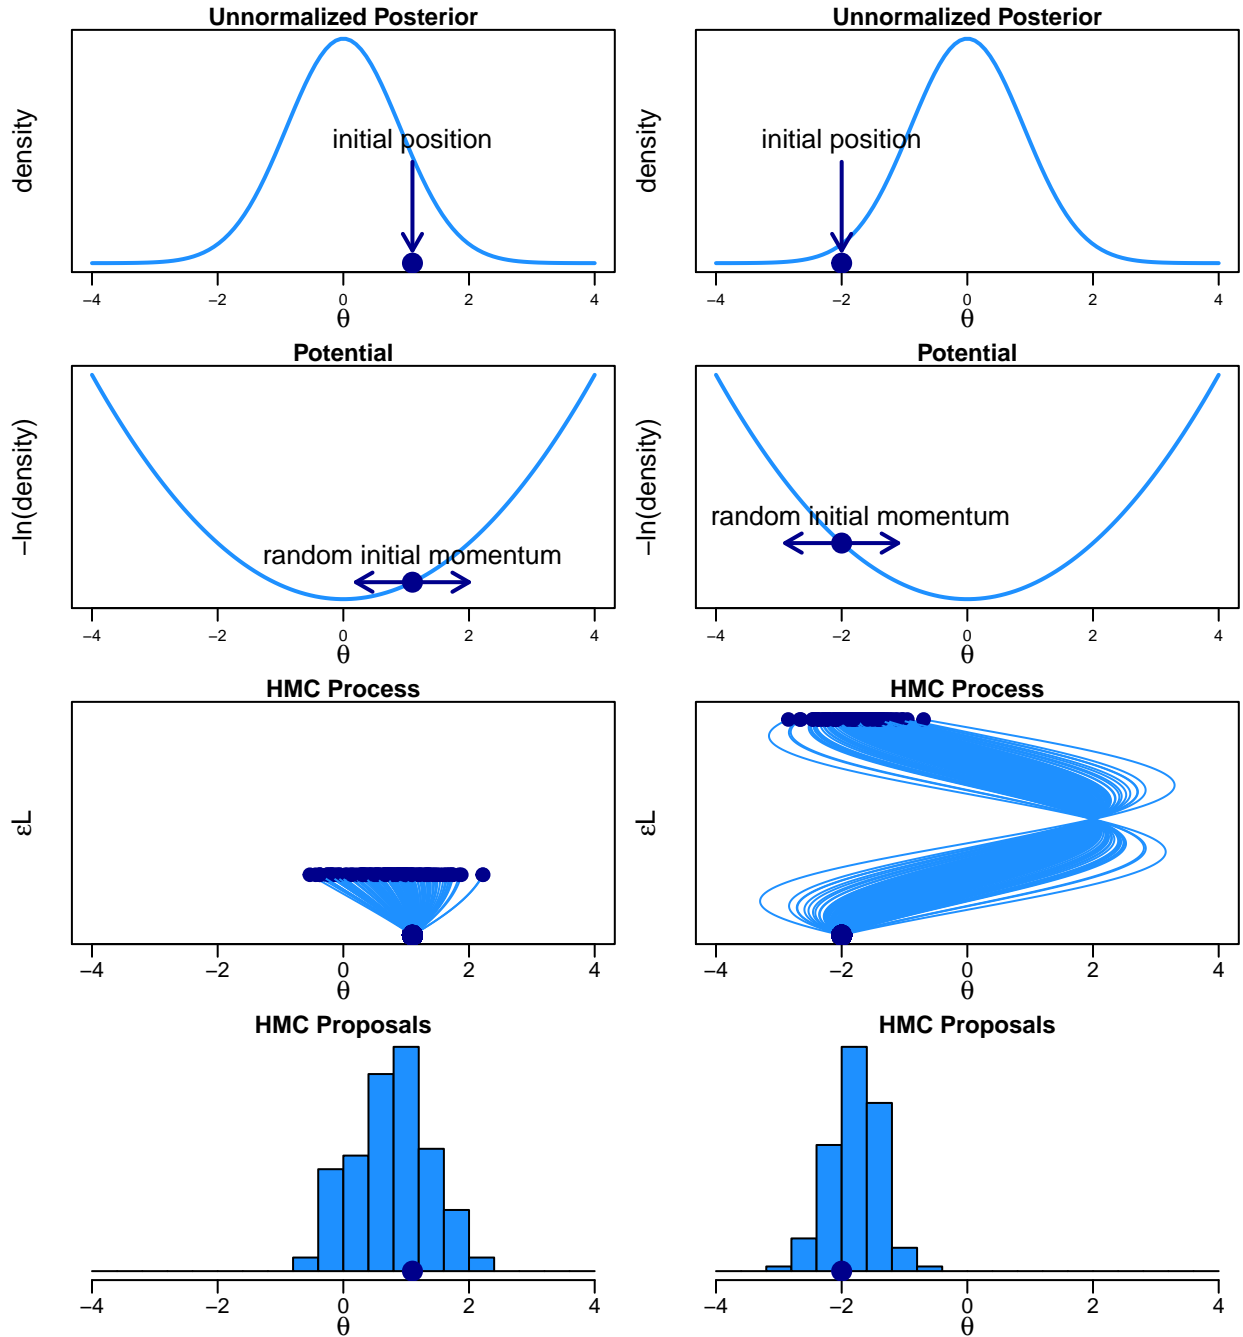 Unnormalized Posterior
density
initial position
−4 −2 0 2 4
θ
Unnormalized Posterior
density
initial position
−4 −2 0 2 4
θ
Potential
−ln(density)
random initial momentum
−4 −2 0 2 4
θ
Potential
−ln(density)
random initial momentum
−4 −2 0 2 4
θ
HMC Process
εL
−4 −2 0 2 4
θ
HMC Process
εL
−4 −2 0 2 4
θ
HMC Proposals
−4 −2 0 2 4
θ
HMC Proposals
−4 −2 0 2 4
θ